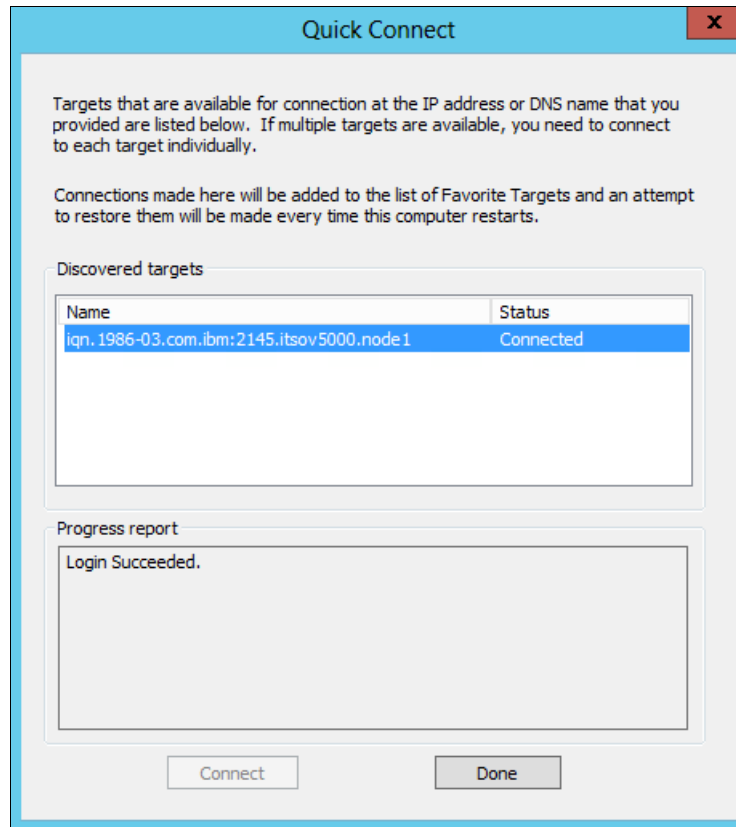 Quick Connect
x
Targets that are available for connection at the IP address or DNS name that you
provided are listed below.  If multiple targets are available, you need to connect
to each target individually.
Connections made here will be added to the list of Favorite Targets and an attempt
to restore them will be made every time this computer restarts.
Discovered targets
Name Status
iqn.1986-03.com.ibm:2145.itsov5000.node1 Connected
Progress report
Login Succeeded.
Connect Done